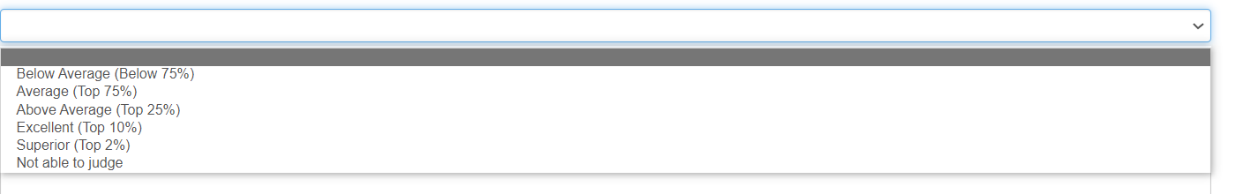 Below Average (Below 75%)
Average (Top 75%)
Above Average (Top 25%)
Excellent (Top 10%)
Superior (Top 2%)
Not able to judge